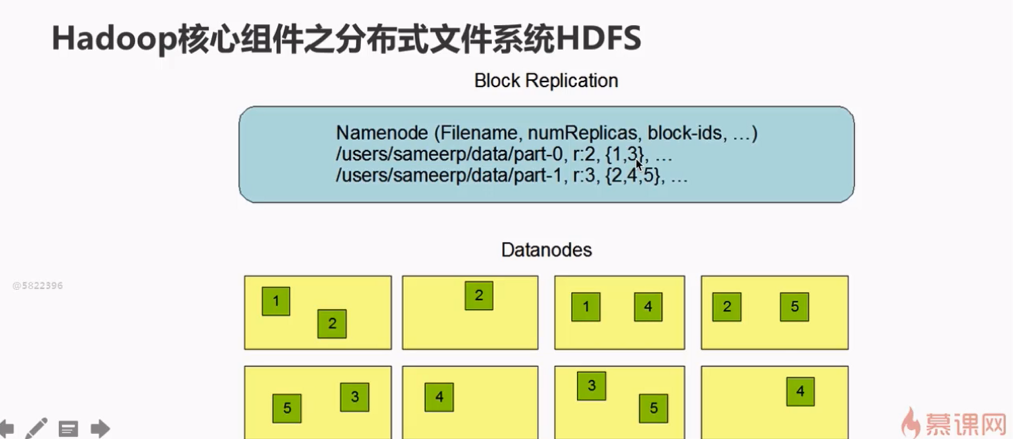 Hadoop核心组件之分布式文件系统HDFS
Block Replication
Namenode (Filename, numReplicas, block-ids, …)
/users/sameerp/data/part-0, r:2, {1,3}, …
/users/sameerp/data/part-1, r:3, {2,4,5}, …
Datanodes
@5822396
1
2
2
1 4
2 5
5 3
4
3
5
4
慕课网